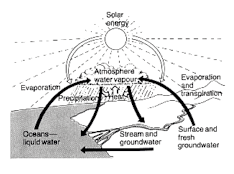 Solar
energy
Atmosphere
water vapour
Evaporation
and
transpiration
Evaporation
Precipitation
Heat
Oceans—
liquid water
Stream and
groundwater
Surface and
fresh
groundwater